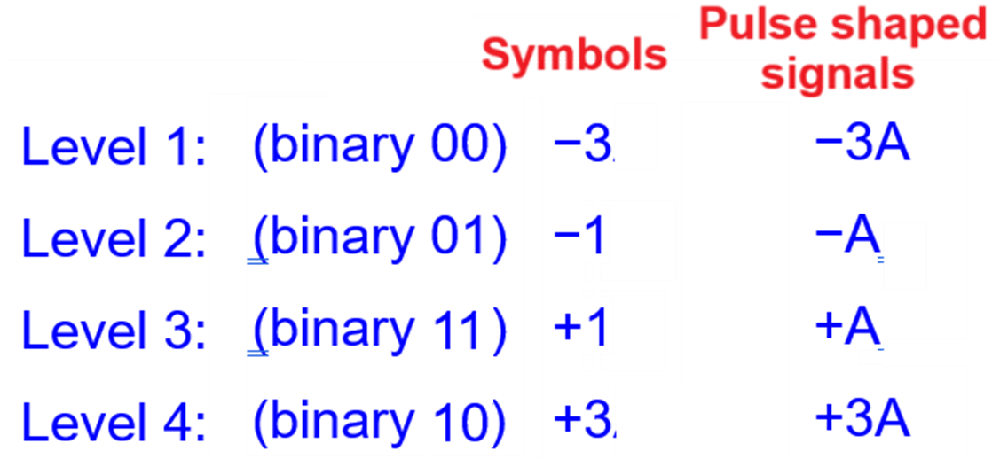 Symbols Pulse shaped
signals
Level 1: (binary 00) −3 −3A
Level 2: (binary 01) −1 −A
Level 3: (binary 11) +1 +A
Level 4: (binary 10) +3 +3A